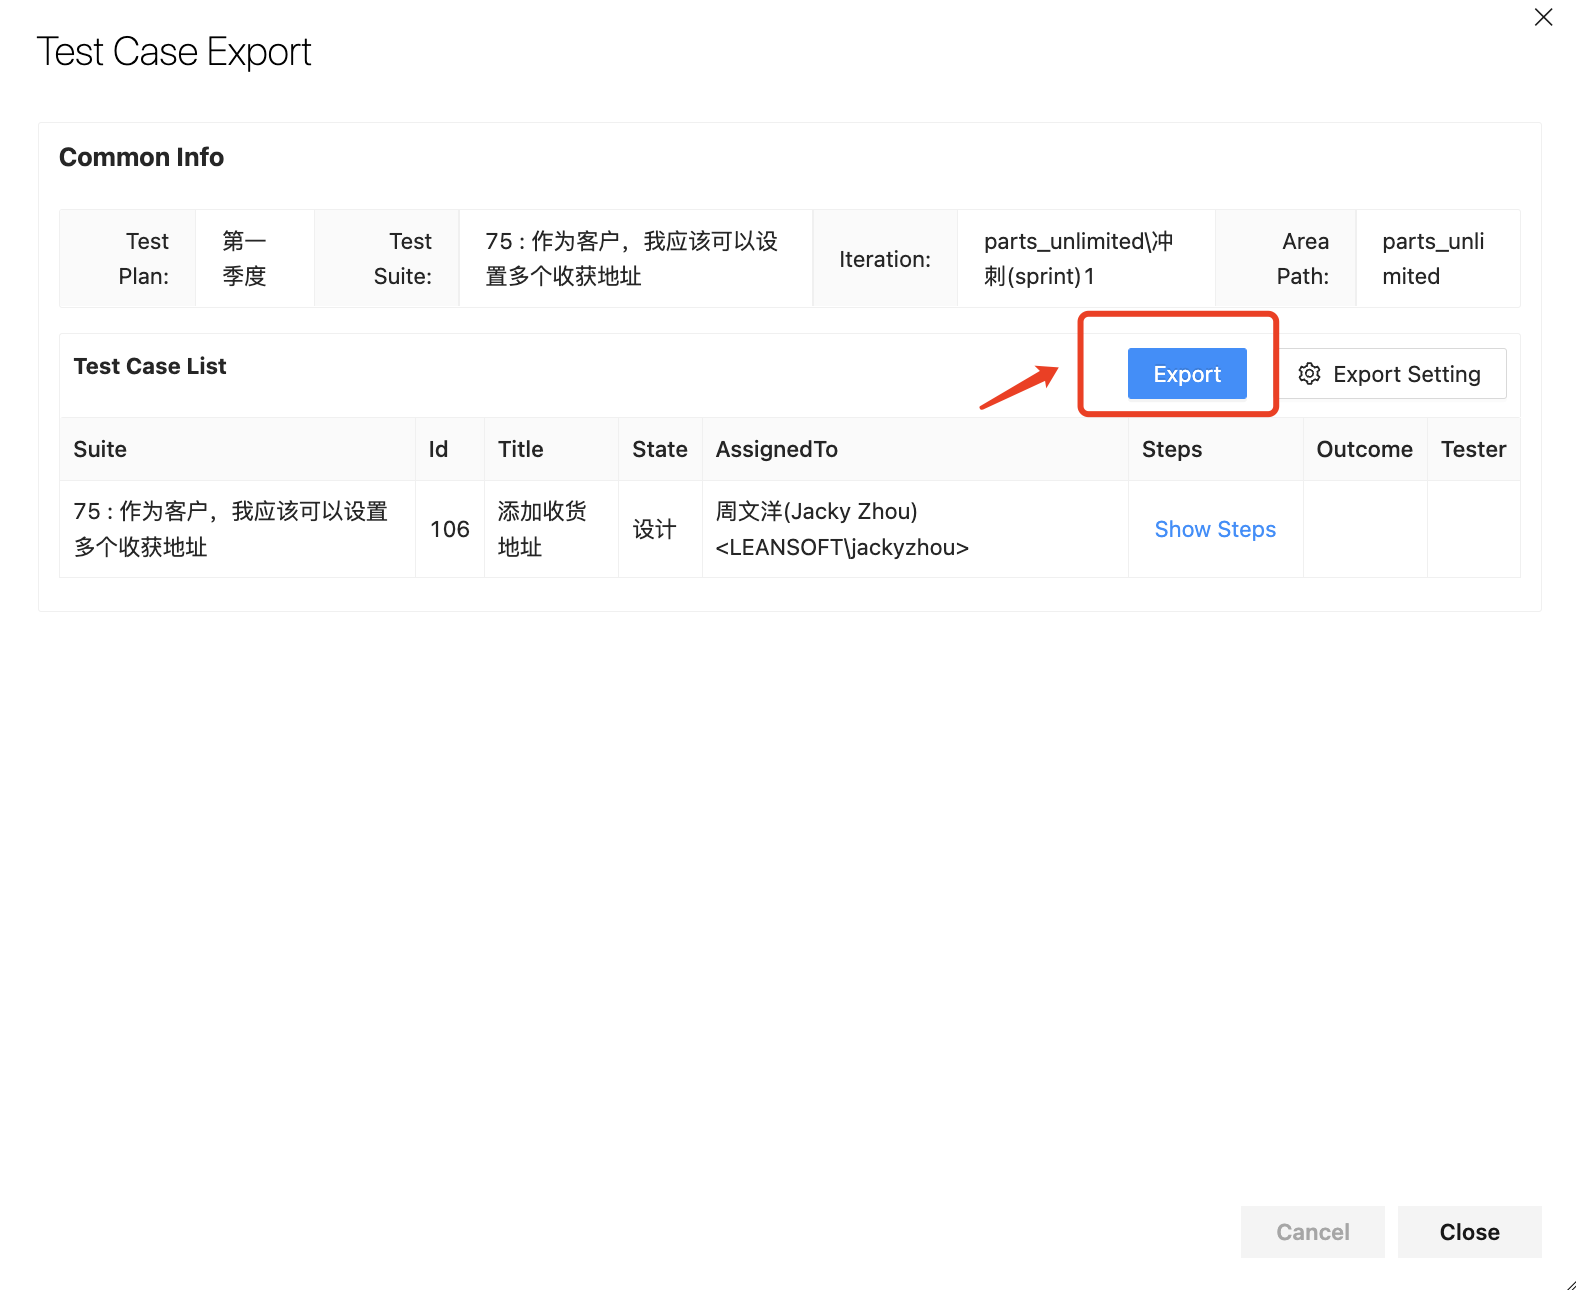 Test Case Export
Common Info
Test
Plan:
第一
季度
Test
Suite:
75 : 作为客户，我应该可以设
置多个收获地址
Iteration:
parts_unlimited\冲
刺(sprint)1
Area
Path:
parts_unli
mited
Test Case List
Export
Export Setting
Suite
Id
Title
State
AssignedTo
Steps
Outcome
Tester
75 : 作为客户，我应该可以设置
多个收获地址
106
添加收货
地址
设计
周文洋(Jacky Zhou)
<LEANSOFT\jackyzhou>
Show Steps
Cancel
Close